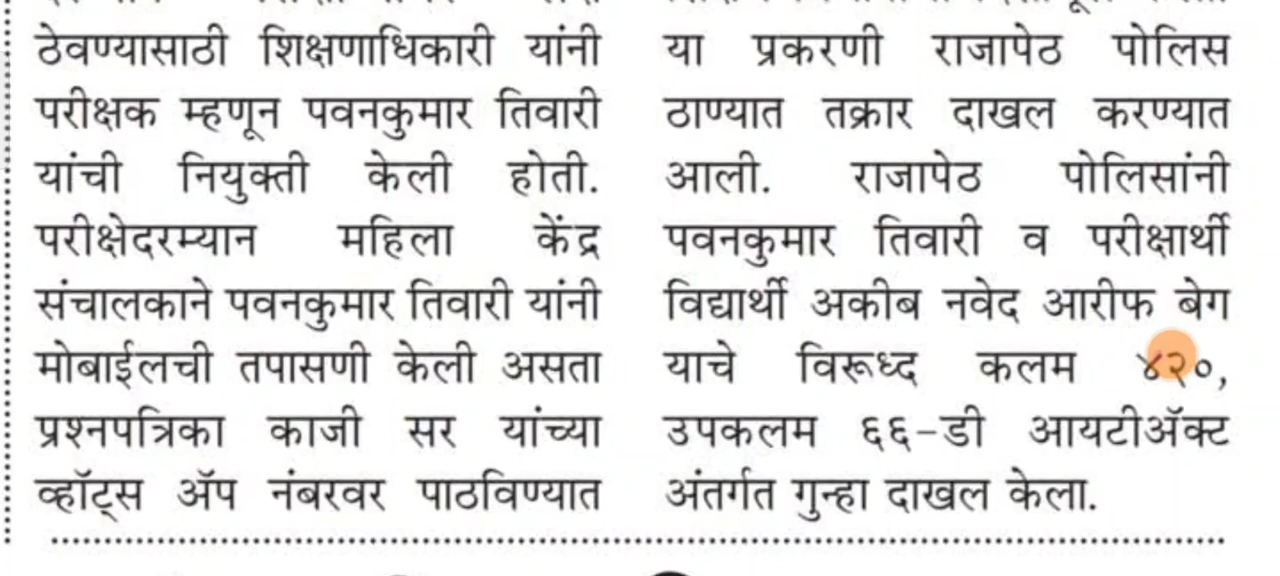 ठेवण्यासाठी शिक्षणाधिकारी यांनी
परीक्षक म्हणून पवनकुमार तिवारी
यांची नियुक्ती केली होती.
परीक्षेदरम्यान महिला केंद्र
संचालकाने पवनकुमार तिवारी यांनी
मोबाईलची तपासणी केली असता
प्रश्नपत्रिका काजी सर यांच्या
व्हॉट्स ॲप नंबरवर पाठविण्यात
या प्रकरणी राजापेठ पोलिस
ठाण्यात तक्रार दाखल करण्यात
आली. राजापेठ पोलिसांनी
पवनकुमार तिवारी व परीक्षार्थी
विद्यार्थी अकीब नवेद आरीफ बेग
याचे विरूध्द कलम ४२०,
उपकलम ६६-डी आयटीॲक्ट
अंतर्गत गुन्हा दाखल केला.